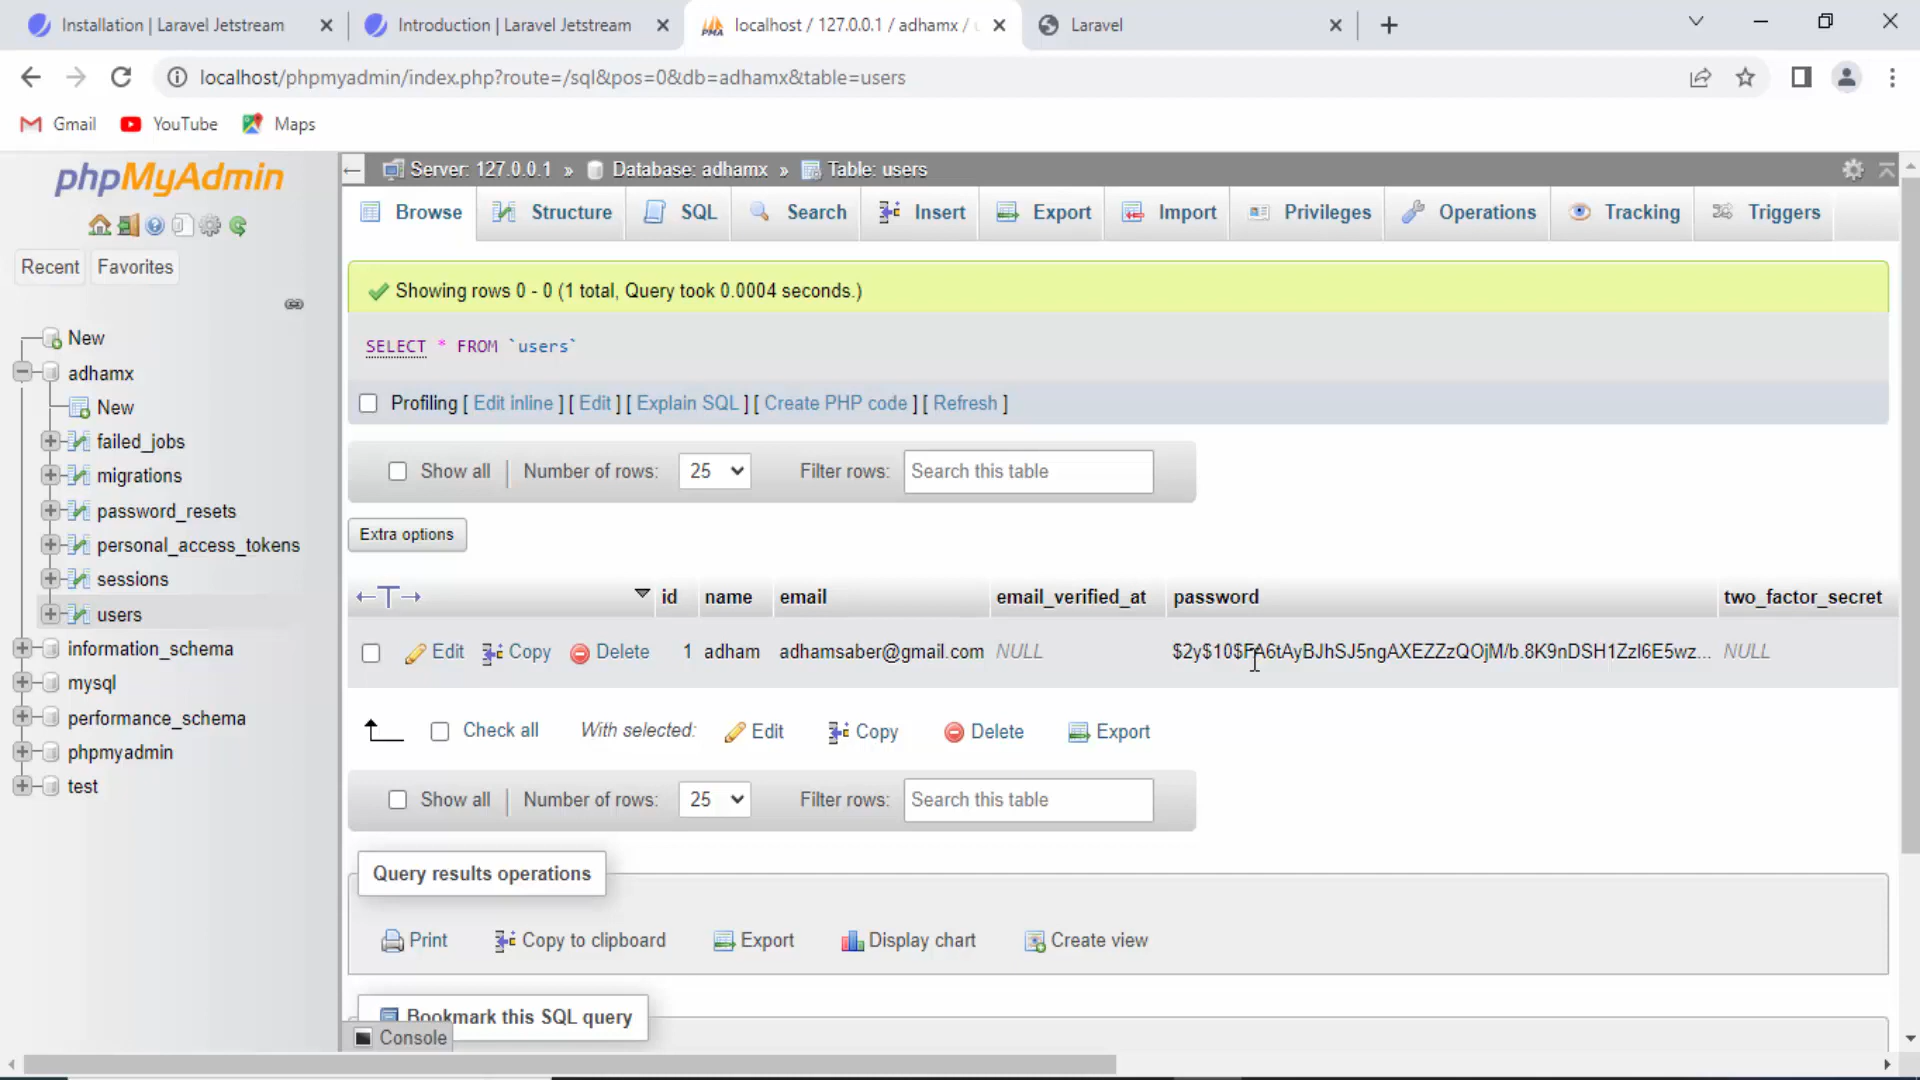 Installation | Laravel Jetstream
Introduction | Laravel Jetstream
localhost / 127.0.0.1 / adhamx / u
Laravel
localhost/phpmyadmin/index.php?route=/sql&pos=0&db=adhamx&table=users
Gmail YouTube Maps
phpMyAdmin
Recent Favorites
New
adhamx
New
failed_jobs
migrations
password_resets
personal_access_tokens
sessions
users
information_schema
mysql
performance_schema
phpmyadmin
test
Server: 127.0.0.1 » Database: adhamx » Table: users
Browse Structure SQL Search Insert Export Import Privileges Operations Tracking Triggers
Showing rows 0 - 0 (1 total, Query took 0.0004 seconds.)
SELECT * FROM `users`
Profiling [ Edit inline ] [ Edit ] [ Explain SQL ] [ Create PHP code ] [ Refresh ]
Show all | Number of rows: 25 Filter rows: Search this table
Extra options
←T→ id name email email_verified_at password two_factor_secret
Edit Copy Delete 1 adham adhamsaber@gmail.com NULL $2y$10$FA6tAyBJhSJ5ngAXEZZzQOjM/b.8K9nDSH1Zzl6E5wz... NULL
Check all With selected: Edit Copy Delete Export
Show all | Number of rows: 25 Filter rows: Search this table
Query results operations
Print Copy to clipboard Export Display chart Create view
Bookmark this SQL query
Console